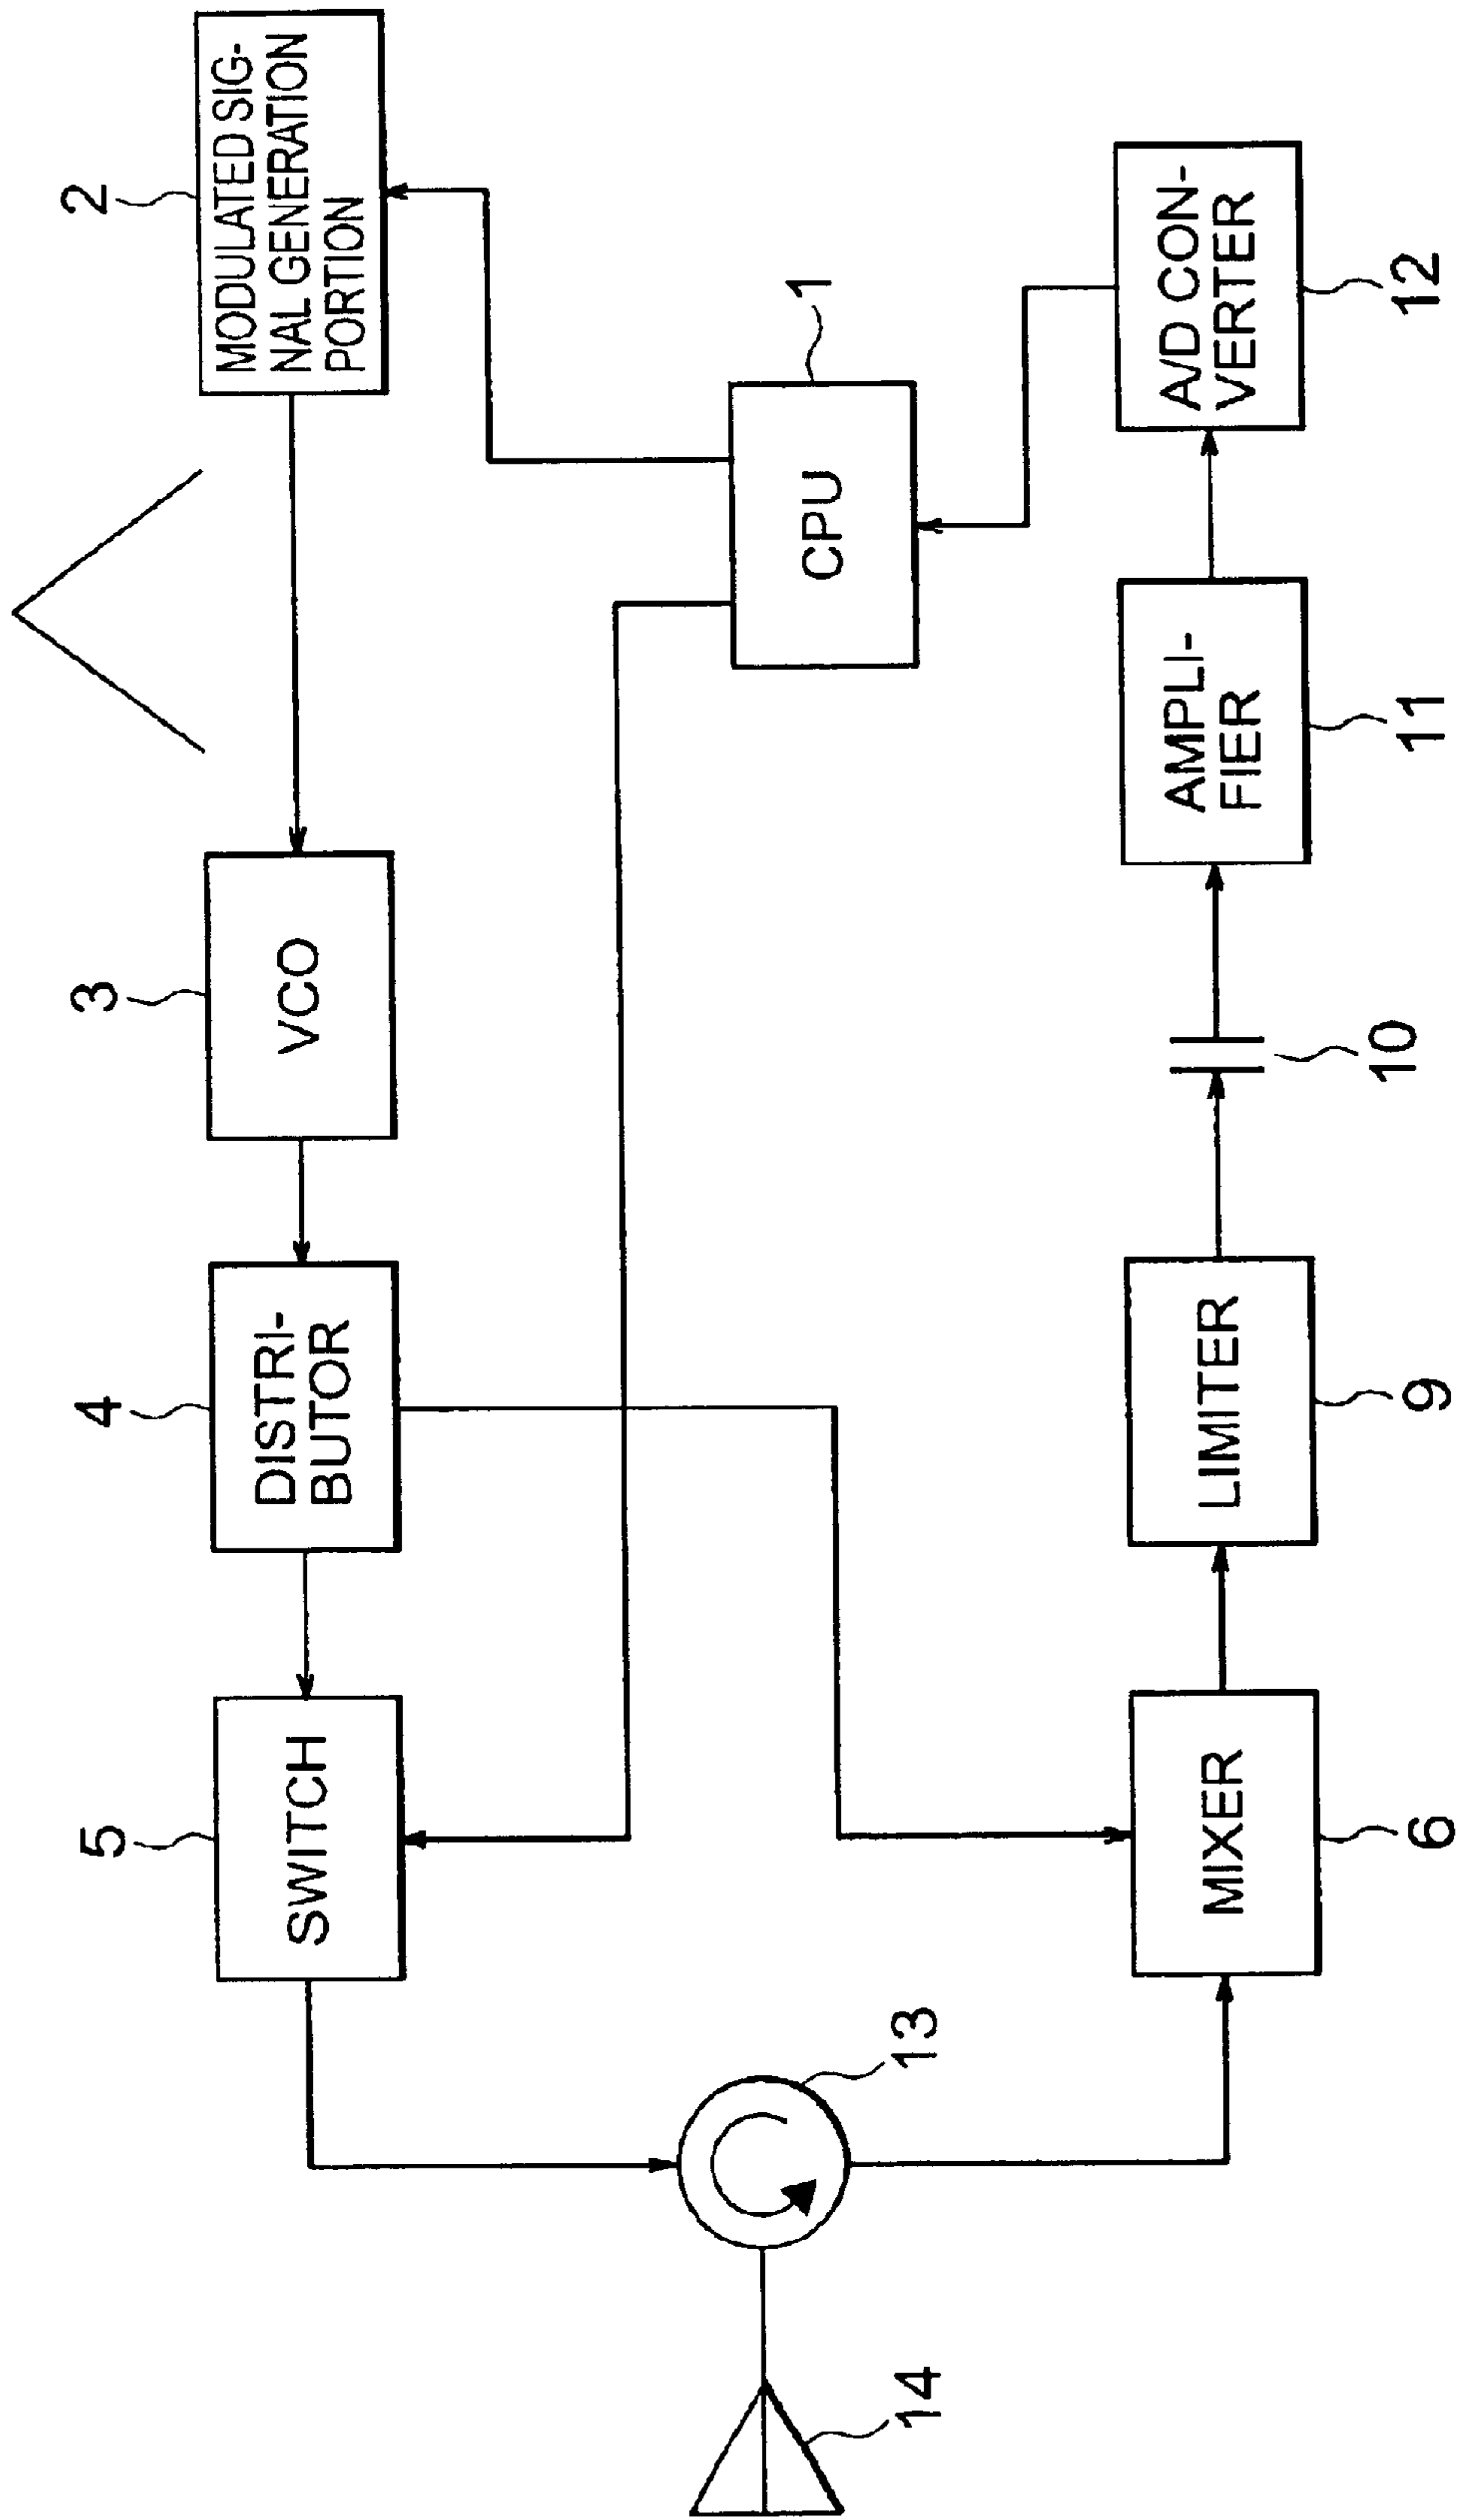 2
MODULATED SIG-
NAL GENERATION
PORTION
3
VCO
4
DISTRI-
BUTOR
5
SWITCH
1
CPU
13
14
6
MIXER
9
LIMITER
10
11
AMPLI-
FIER
12
A/D CON-
VERTER